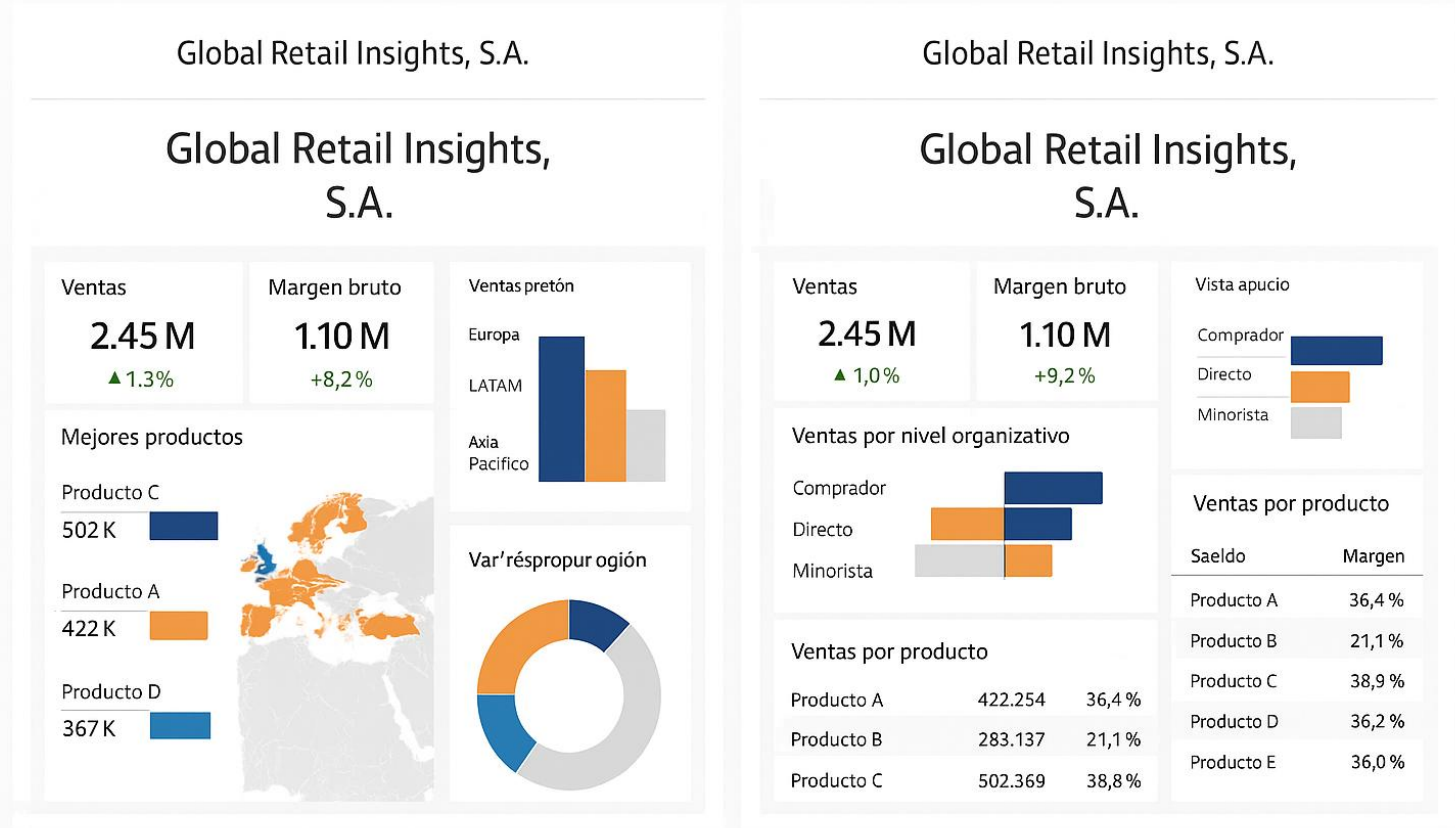 Global Retail Insights, S.A.
Global Retail Insights,
S.A.
Ventas
2.45 M
▲ 1.3%
Margen bruto
1.10 M
+8,2 %
Ventas pretón
Europa
LATAM
Axia
Pacifico
Mejores productos
Producto C
502 K
Producto A
422 K
Producto D
367 K
Var'réspropur ogión
Global Retail Insights, S.A.
Global Retail Insights,
S.A.
Ventas
2.45 M
▲ 1,0 %
Margen bruto
1.10 M
+9,2 %
Vista apucio
Comprador
Directo
Minorista
Ventas por nivel organizativo
Comprador
Directo
Minorista
Ventas por producto
Producto A 422.254 36,4 %
Producto B 283.137 21,1 %
Producto C 502.369 38,8 %
Ventas por producto
Saeldo Margen
Producto A 36,4 %
Producto B 21,1 %
Producto C 38,9 %
Producto D 36,2 %
Producto E 36,0 %